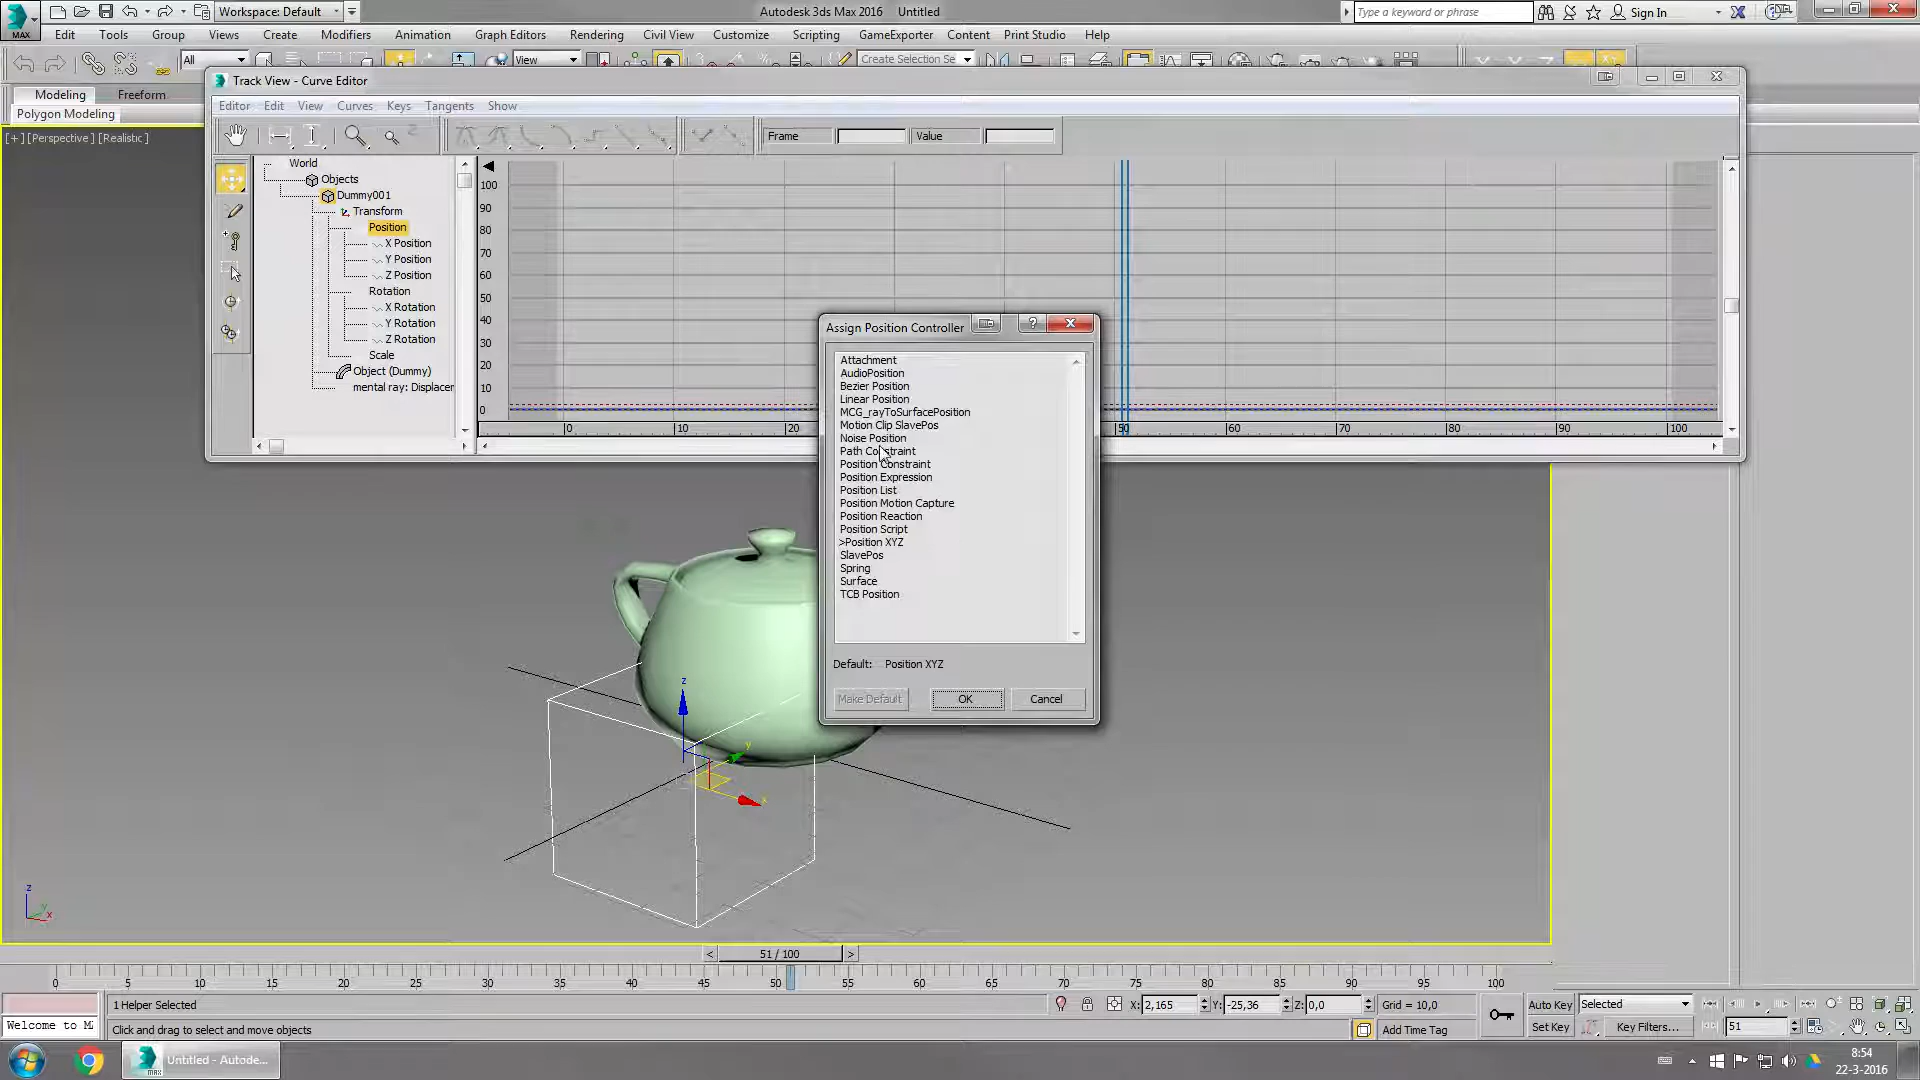 Workspace: Default
Autodesk 3ds Max 2016 Untitled
Type a keyword or phrase
Sign In
MAX
Edit Tools Group Views Create Modifiers Animation Graph Editors Rendering Civil View Customize Scripting GameExporter Content Print Studio Help
All
View
Create Selection Se
Track View - Curve Editor
Modeling Freeform
Polygon Modeling
Editor Edit View Curves Keys Tangents Show
[+] [Perspective] [Realistic]
Frame
Value
World
Objects
Dummy001
Transform
Position
X Position
Y Position
Z Position
Rotation
X Rotation
Y Rotation
Z Rotation
Scale
Object (Dummy)
mental ray: Displacer
100
90
80
70
60
50
40
30
20
10
0
0 10 20 50 60 70 80 90 100
Assign Position Controller
Attachment
AudioPosition
Bezier Position
Linear Position
MCG_rayToSurfacePosition
Motion Clip SlavePos
Noise Position
Path Constraint
Position Constraint
Position Expression
Position List
Position Motion Capture
Position Reaction
Position Script
>Position XYZ
SlavePos
Spring
Surface
TCB Position
Default: Position XYZ
Make Default OK Cancel
z
y
x
z
y
x
< 51 / 100 >
0 5 10 15 20 25 30 35 40 45 50 55 60 65 70 75 80 85 90 95 100
1 Helper Selected
X: 2,165 Y: -25,36 Z: 0,0 Grid = 10,0
Auto Key Selected
Welcome to M
Click and drag to select and move objects
Add Time Tag
Set Key Key Filters...
51
Untitled - Autode...
8:54
22-3-2016